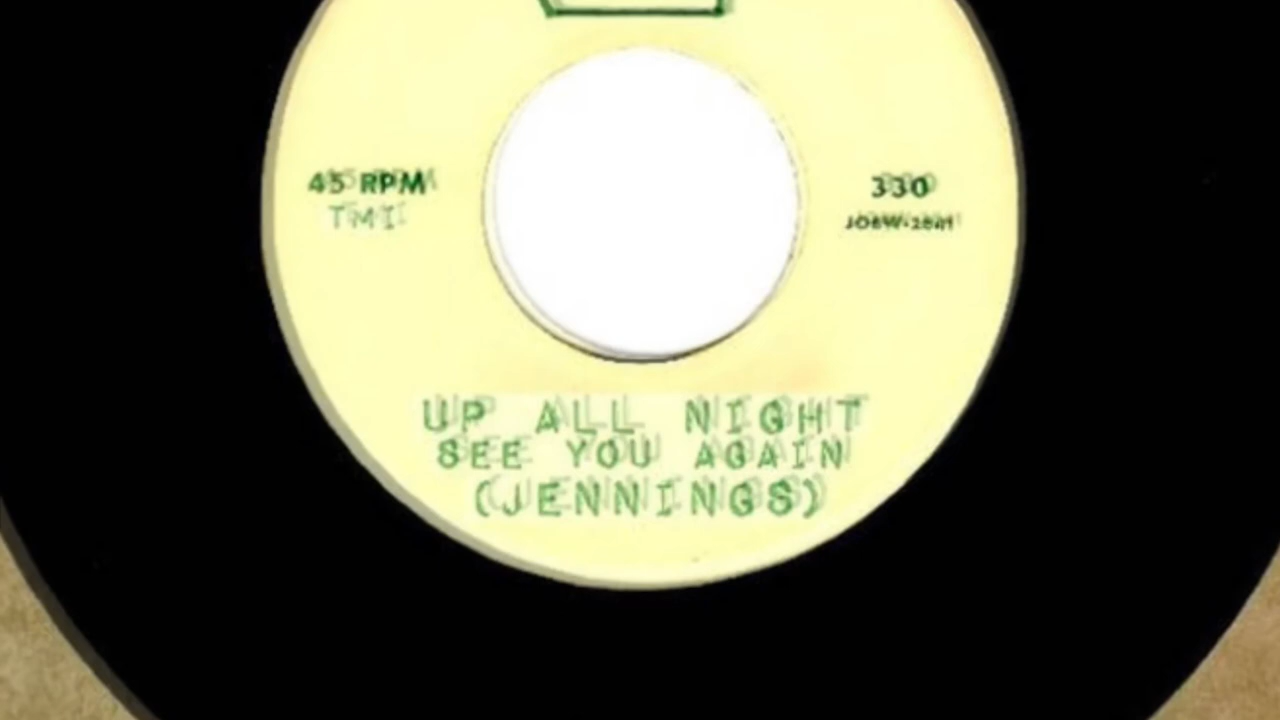 45 RPM
TMI
330
UP ALL NIGHT
SEE YOU AGAIN
(JENNINGS)